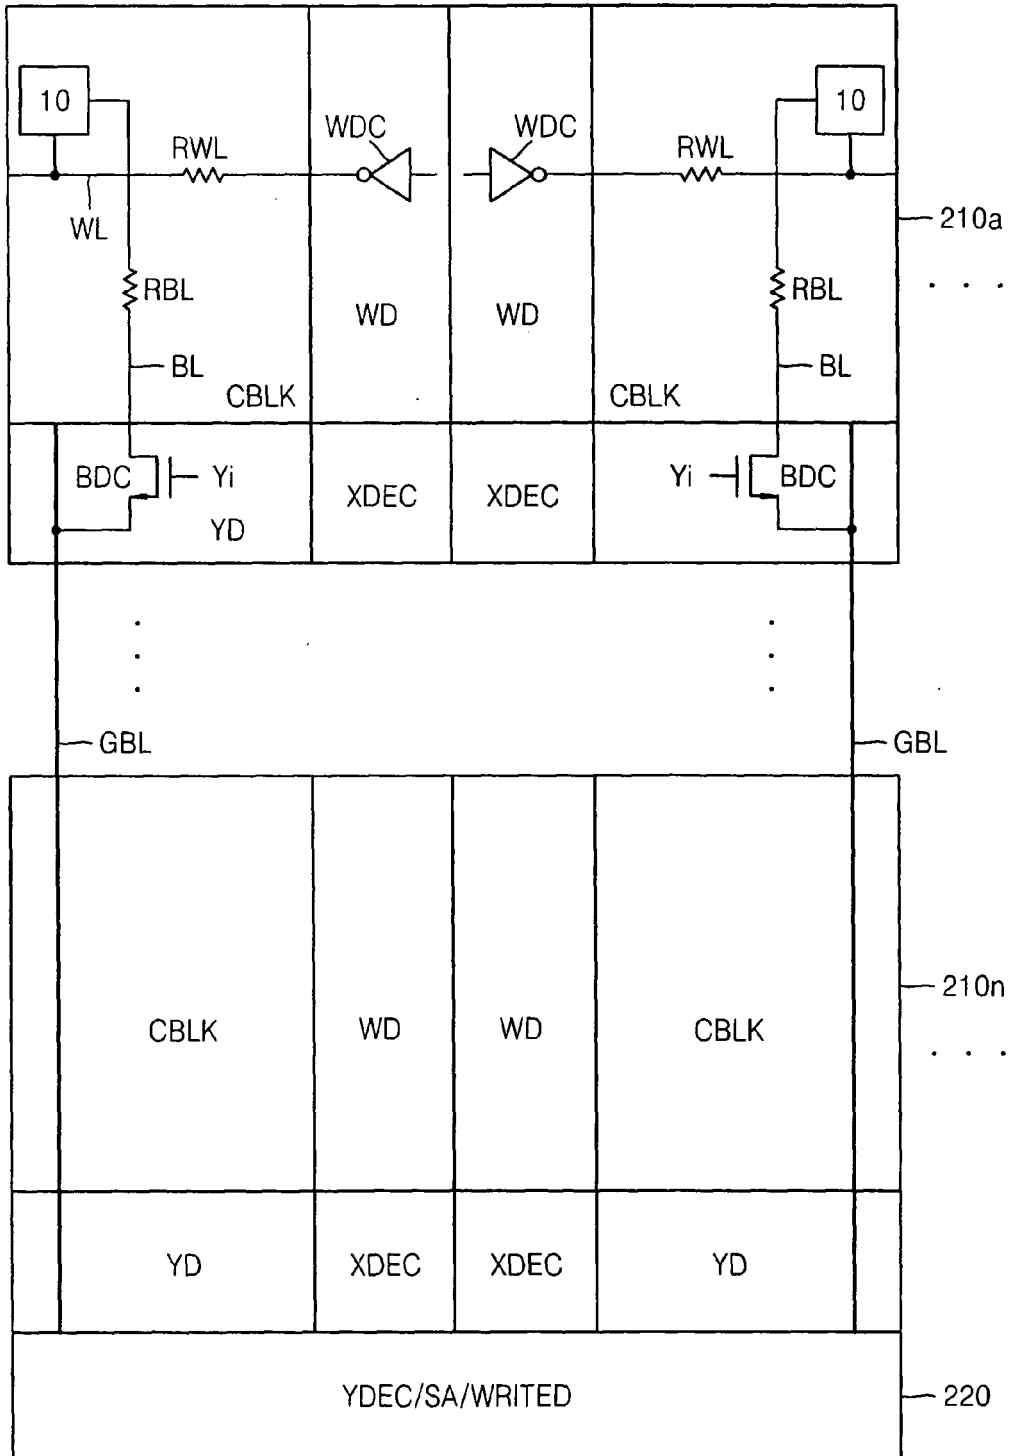 10
10
WDC
WDC
RWL
RWL
WL
210a
RBL
RBL
WD
WD
BL
BL
CBLK
CBLK
BDC
Yi
XDEC
XDEC
Yi
BDC
YD
GBL
GBL
210n
CBLK
WD
WD
CBLK
YD
XDEC
XDEC
YD
YDEC/SA/WRITED
220